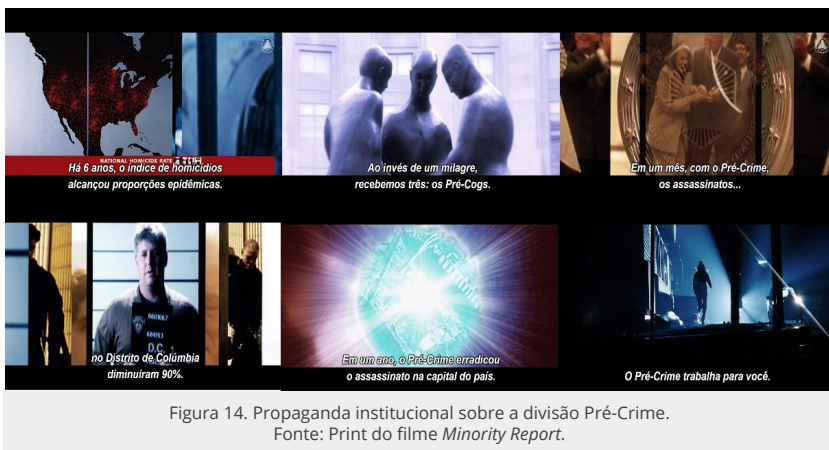 NATIONAL HOMICIDE RATE
Há 6 anos, o índice de homicídios
alcançou proporções epidêmicas.
Ao invés de um milagre,
recebemos três: os Pré-Cogs.
Em um mês, com o Pré-Crime,
os assassinatos...
D.C.
no Distrito de Colúmbia
diminuíram 90%.
Em um ano, o Pré-Crime erradicou
o assassinato na capital do país.
O Pré-Crime trabalha para você.
Figura 14. Propaganda institucional sobre a divisão Pré-Crime.
Fonte: Print do filme Minority Report.